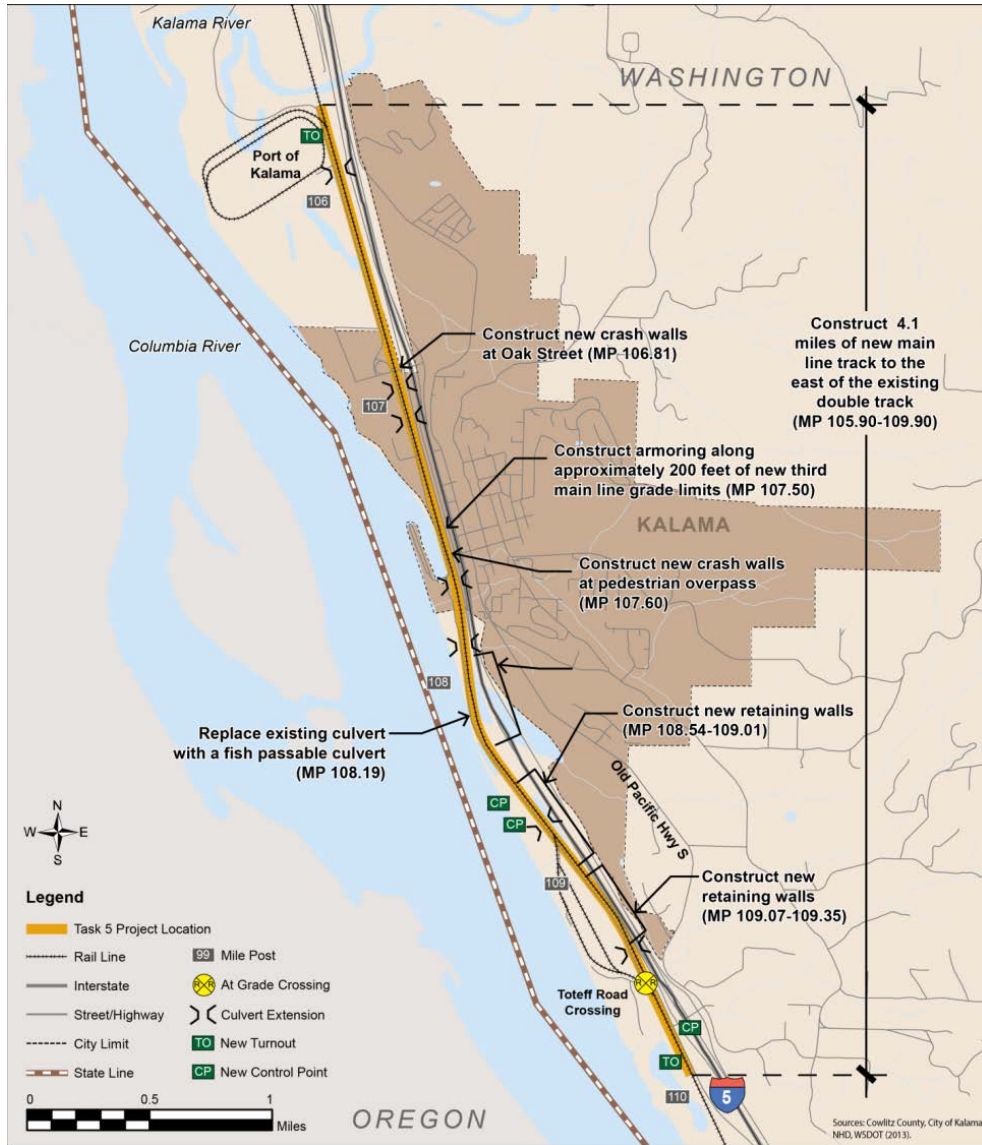 Kalama River
WASHINGTON
TO
Port of
Kalama
106
Columbia River
Construct new crash walls
at Oak Street (MP 106.81)
Construct 4.1
miles of new main
line track to the
east of the existing
double track
(MP 105.90-109.90)
107
Construct armoring along
approximately 200 feet of new third
main line grade limits (MP 107.50)
KALAMA
Construct new crash walls
at pedestrian overpass
(MP 107.60)
108
Replace existing culvert
with a fish passable culvert
(MP 108.19)
Construct new retaining walls
(MP 108.54-109.01)
Old Pacific Hwy S
CP
CP
109
Construct new
retaining walls
(MP 109.07-109.35)
R R
Toteff Road
Crossing
CP
TO
110
5
N
W E
S
Legend
Task 5 Project Location
Rail Line
Interstate
Street/Highway
City Limit
State Line
99 Mile Post
R R At Grade Crossing
Culvert Extension
TO New Turnout
CP New Control Point
0 0.5 1
Miles
OREGON
Sources: Cowlitz County, City of Kalama
NHD, WSDOT (2013).